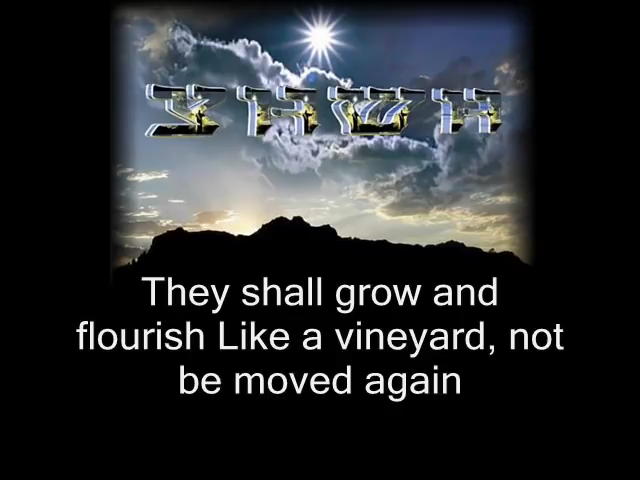 They shall grow and
flourish Like a vineyard, not
be moved again